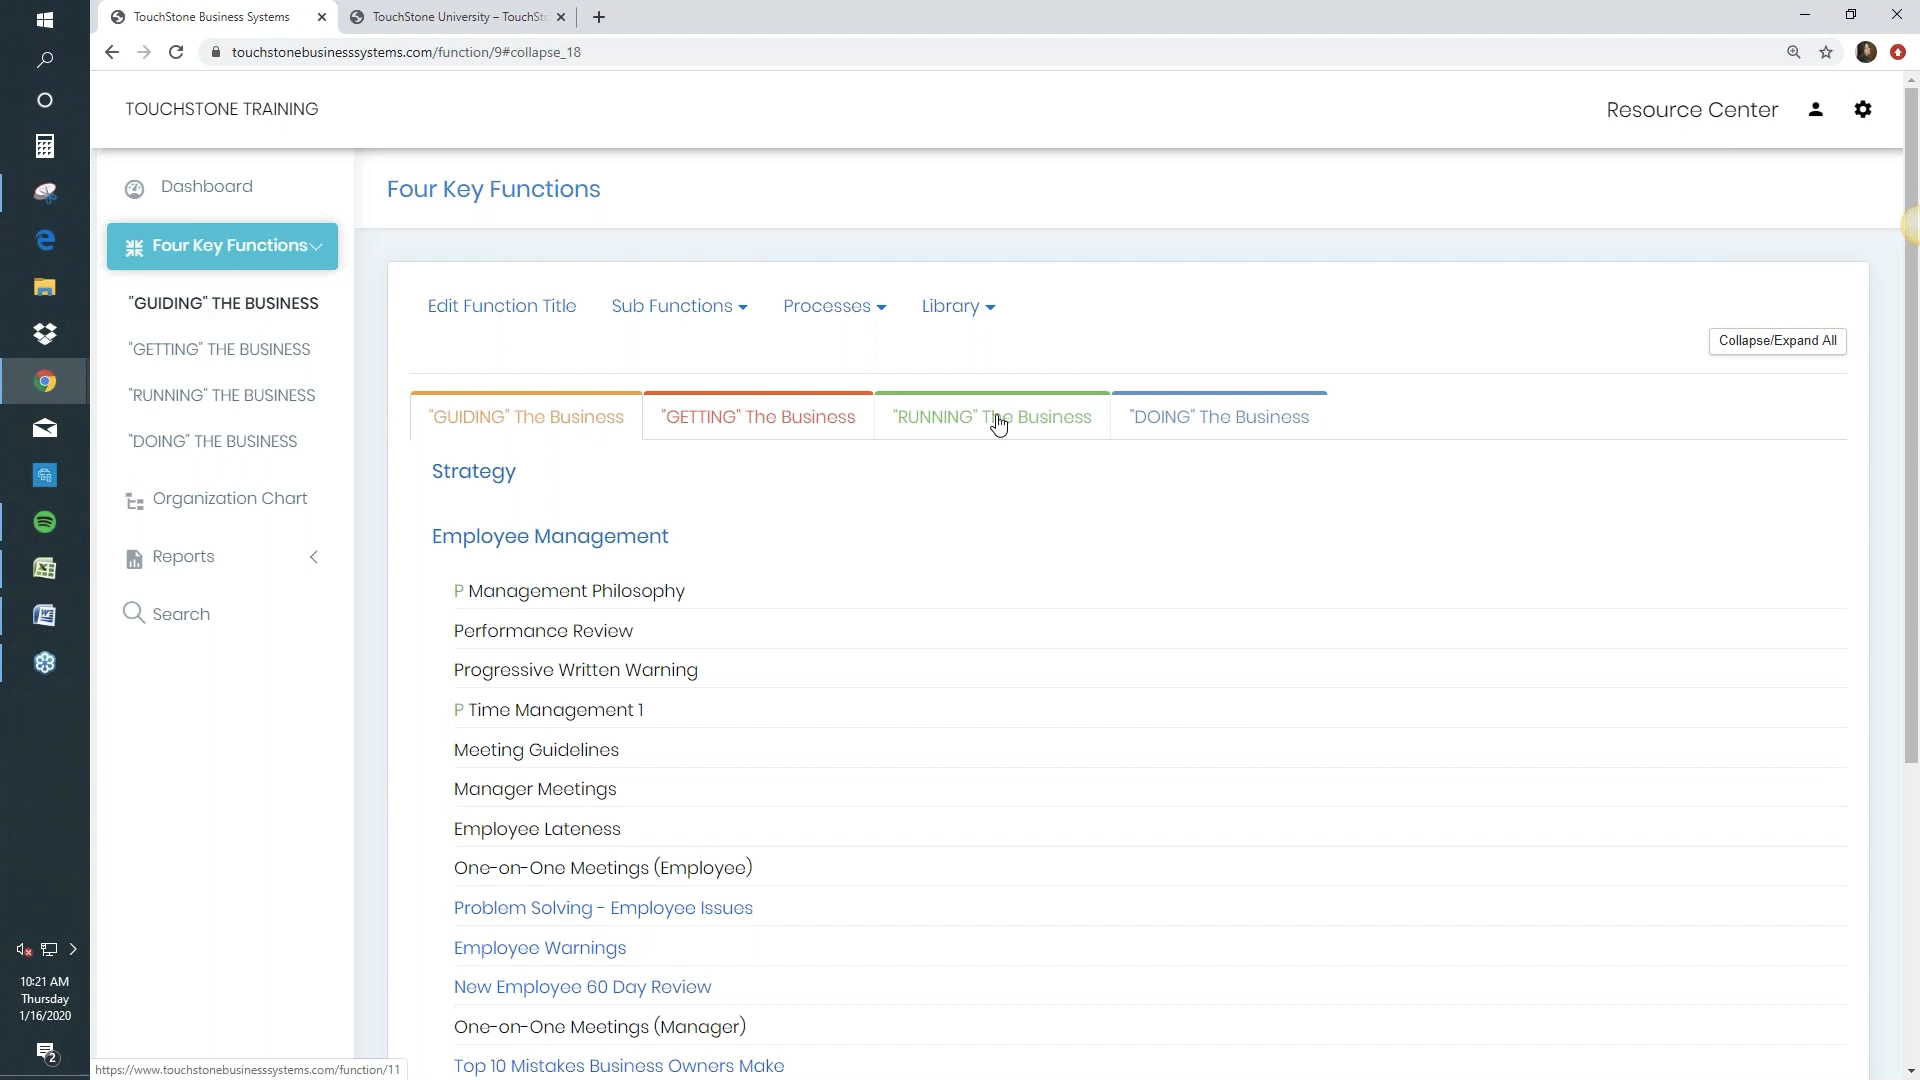 TouchStone Business Systems
TouchStone University – TouchSt
touchstonebusinesssystems.com/function/9#collapse_18
TOUCHSTONE TRAINING
Resource Center
Dashboard
Four Key Functions
"GUIDING" THE BUSINESS
"GETTING" THE BUSINESS
"RUNNING" THE BUSINESS
"DOING" THE BUSINESS
Organization Chart
Reports
Search
Four Key Functions
Edit Function Title
Sub Functions
Processes
Library
Collapse/Expand All
"GUIDING" The Business
"GETTING" The Business
"RUNNING" The Business
"DOING" The Business
Strategy
Employee Management
P Management Philosophy
Performance Review
Progressive Written Warning
P Time Management 1
Meeting Guidelines
Manager Meetings
Employee Lateness
One-on-One Meetings (Employee)
Problem Solving - Employee Issues
Employee Warnings
New Employee 60 Day Review
One-on-One Meetings (Manager)
Top 10 Mistakes Business Owners Make
10:21 AM
Thursday
1/16/2020
2
https://www.touchstonebusinesssystems.com/function/11